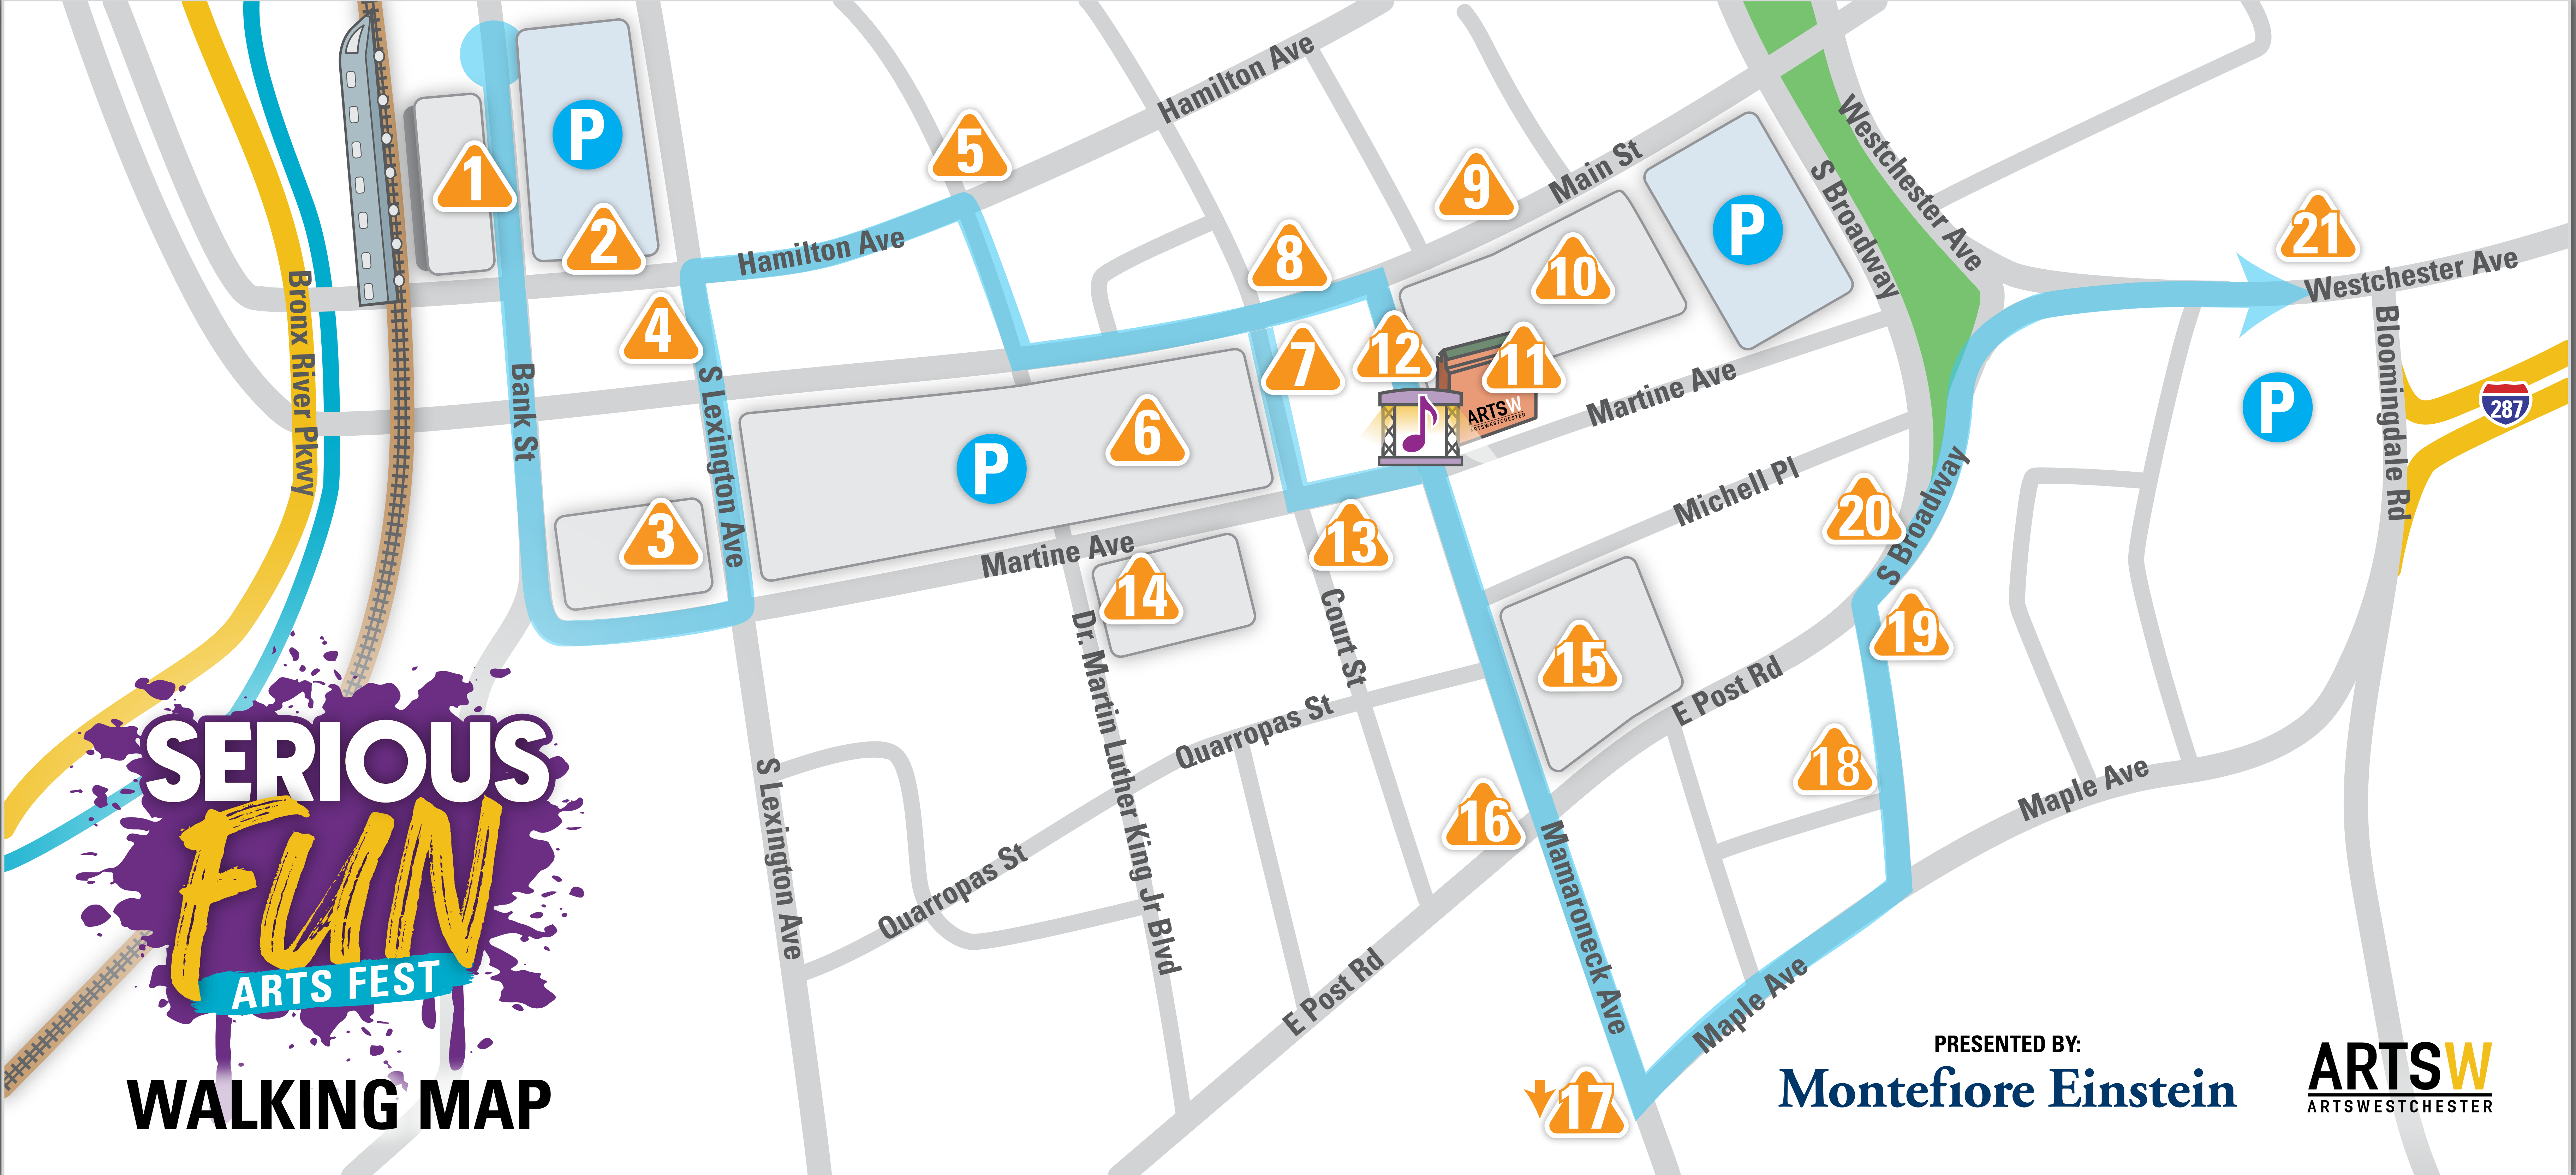 Hamilton Ave
P
1
2
5
Westchester Ave
Main St
S Broadway
9
P
8
10
21
Westchester Ave
Hamilton Ave
Bronx River Pkwy
4
Bank St
S Lexington Ave
7
12
11
ARTSW
ARTSWESTCHESTER
Martine Ave
P
Bloomingdale Rd
287
6
P
Michell Pl
3
13
20
S Broadway
Martine Ave
14
Dr. Martin Luther King Jr Blvd
Court St
15
19
E Post Rd
Quarropas St
S Lexington Ave
18
16
Mamaroneck Ave
Maple Ave
Quarropas St
E Post Rd
Maple Ave
17
SERIOUS
FUN
ARTS FEST
WALKING MAP
PRESENTED BY:
Montefiore Einstein
ARTSW
ARTSWESTCHESTER